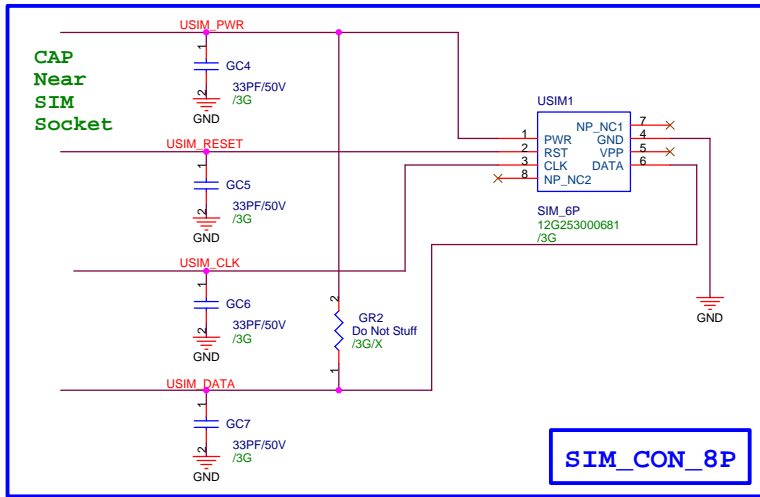 USIM_PWR
CAP
Near
SIM
Socket
1
GC4
33PF/50V
/3G
2
GND
USIM_RESET
1
GC5
33PF/50V
/3G
2
GND
USIM_CLK
1
GC6
33PF/50V
/3G
2
GND
USIM_DATA
1
GC7
33PF/50V
/3G
2
GND
2
GR2
Do Not Stuff
/3G/X
1
USIM1
1 PWR
2 RST
3 CLK
8 NP_NC2
NP_NC1 7
GND 4
VPP 5
DATA 6
SIM_6P
12G253000681
/3G
GND
SIM_CON_8P